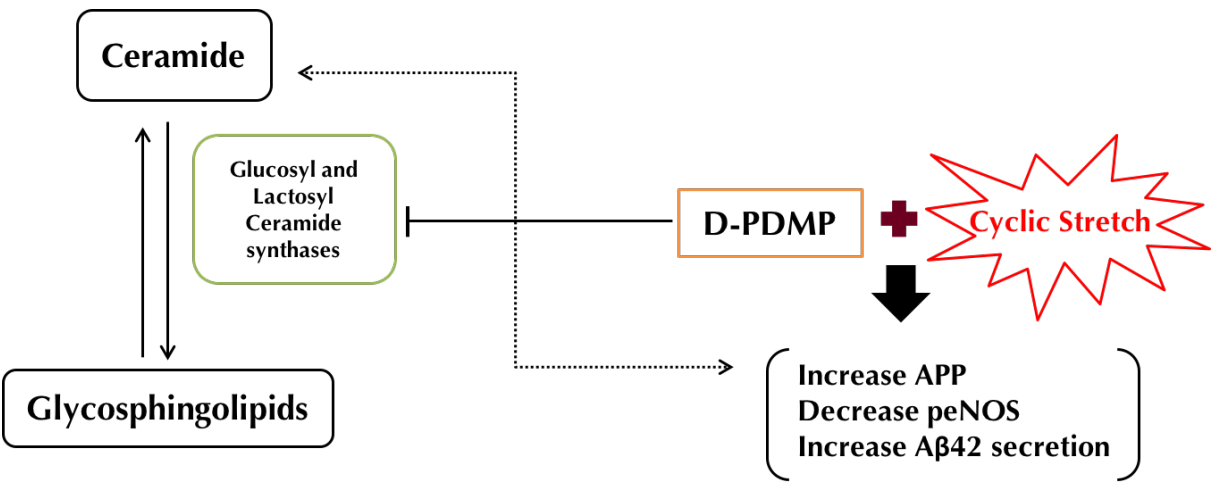 Ceramide
Glucosyl and
Lactosyl
Ceramide
synthases
D-PDMP
Cyclic Stretch
Glycosphingolipids
Increase APP
Decrease peNOS
Increase Aβ42 secretion